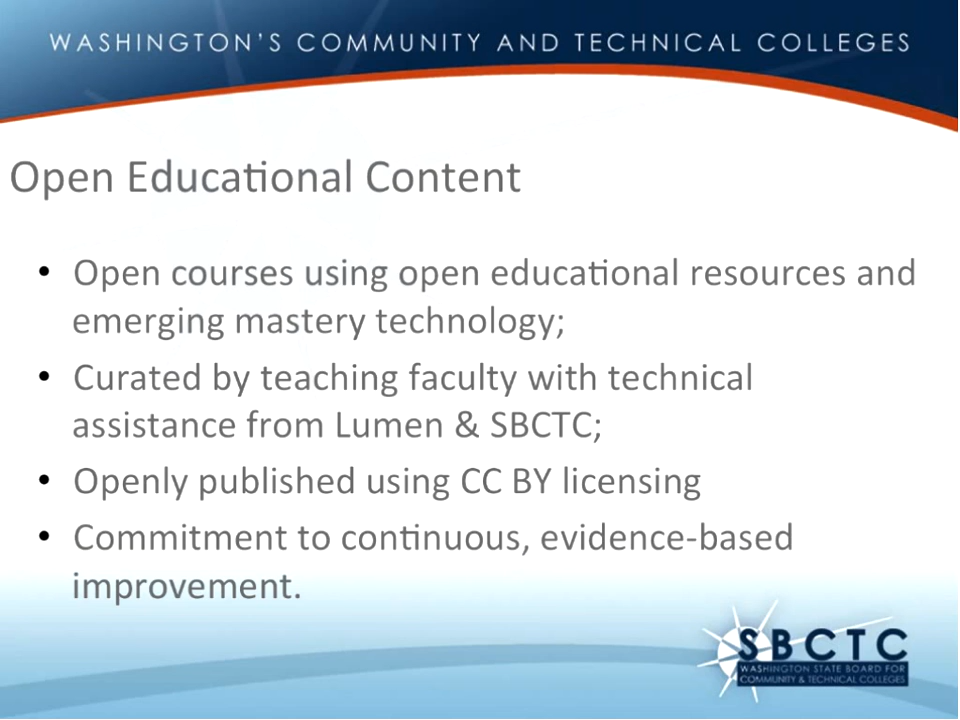 WASHINGTON'S COMMUNITY AND TECHNICAL COLLEGES
Open Educational Content
• Open courses using open educational resources and
emerging mastery technology;
• Curated by teaching faculty with technical
assistance from Lumen & SBCTC;
• Openly published using CC BY licensing
• Commitment to continuous, evidence-based
improvement.
SBCTC
WASHINGTON STATE BOARD FOR
COMMUNITY & TECHNICAL COLLEGES